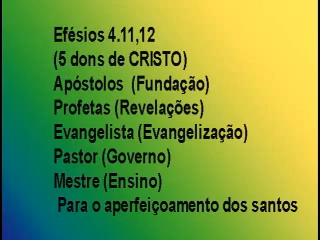 Efésios 4.11,12
(5 dons de CRISTO)
Apóstolos (Fundação)
Profetas (Revelações)
Evangelista (Evangelização)
Pastor (Governo)
Mestre (Ensino)
Para o aperfeiçoamento dos santos